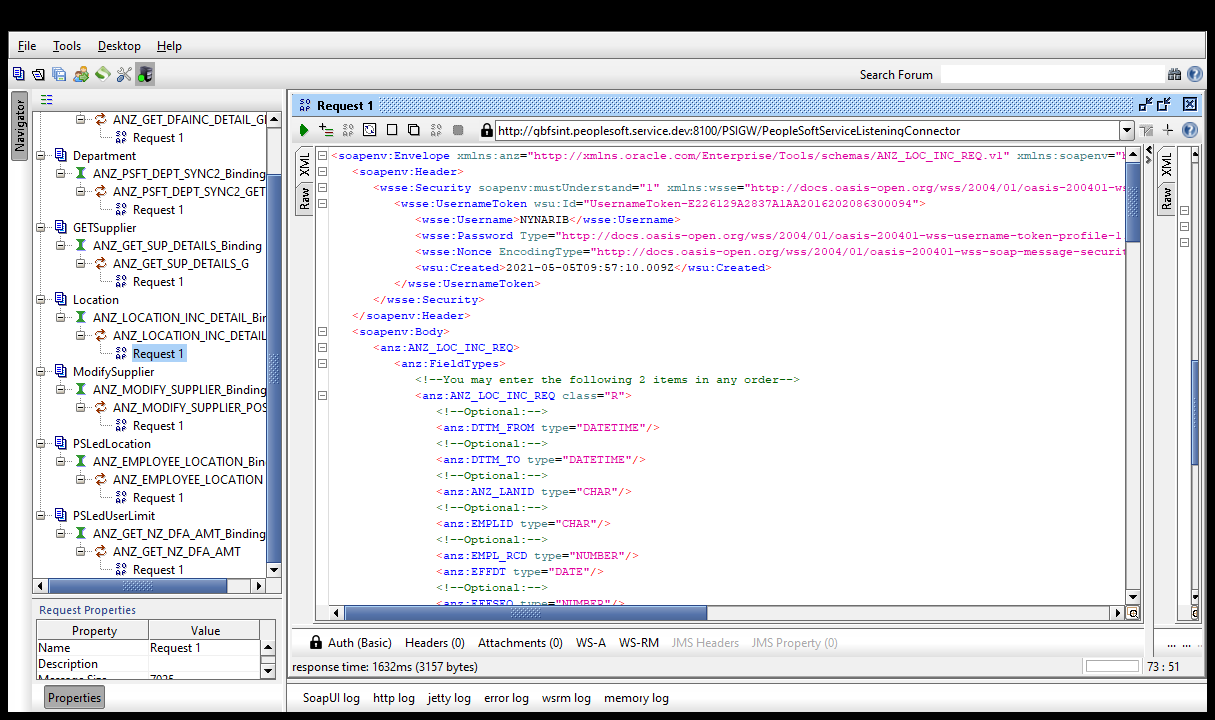 File Tools Desktop Help
Search Forum
Navigator
ANZ_GET_DFAINC_DETAIL_GI
Request 1
Department
ANZ_PSFT_DEPT_SYNC2_Binding
ANZ_PSFT_DEPT_SYNC2_GET
Request 1
GETSupplier
ANZ_GET_SUP_DETAILS_Binding
ANZ_GET_SUP_DETAILS_G
Request 1
Location
ANZ_LOCATION_INC_DETAIL_Bin
ANZ_LOCATION_INC_DETAIL
Request 1
ModifySupplier
ANZ_MODIFY_SUPPLIER_Binding
ANZ_MODIFY_SUPPLIER_POS
Request 1
PSLedLocation
ANZ_EMPLOYEE_LOCATION_Bin
ANZ_EMPLOYEE_LOCATION
Request 1
PSLedUserLimit
ANZ_GET_NZ_DFA_AMT_Binding
ANZ_GET_NZ_DFA_AMT
Request 1
Request Properties
Property Value
Name Request 1
Description
Message Size 7025
Properties
Request 1
http://qbfsint.peoplesoft.service.dev:8100/PSIGW/PeopleSoftServiceListeningConnector
XML
Raw
<soapenv:Envelope xmlns:anz="http://xmlns.oracle.com/Enterprise/Tools/schemas/ANZ_LOC_INC_REQ.v1" xmlns:soapenv="h
<soapenv:Header>
<wsse:Security soapenv:mustUnderstand="1" xmlns:wsse="http://docs.oasis-open.org/wss/2004/01/oasis-200401-ws
<wsse:UsernameToken wsu:Id="UsernameToken-E226129A2837A1AA2016202086300094">
<wsse:Username>NYNARIB</wsse:Username>
<wsse:Password Type="http://docs.oasis-open.org/wss/2004/01/oasis-200401-wss-username-token-profile-1.
<wsse:Nonce EncodingType="http://docs.oasis-open.org/wss/2004/01/oasis-200401-wss-soap-message-securit
<wsu:Created>2021-05-05T09:57:10.009Z</wsu:Created>
</wsse:UsernameToken>
</wsse:Security>
</soapenv:Header>
<soapenv:Body>
<anz:ANZ_LOC_INC_REQ>
<anz:FieldTypes>
<!--You may enter the following 2 items in any order-->
<anz:ANZ_LOC_INC_REQ class="R">
<!--Optional:-->
<anz:DTTM_FROM type="DATETIME"/>
<!--Optional:-->
<anz:DTTM_TO type="DATETIME"/>
<!--Optional:-->
<anz:ANZ_LANID type="CHAR"/>
<!--Optional:-->
<anz:EMPLID type="CHAR"/>
<!--Optional:-->
<anz:EMPL_RCD type="NUMBER"/>
<anz:EFFDT type="DATE"/>
<!--Optional:-->
<anz:EFFSEQ type="NUMBER"/>
XML
Raw
Auth (Basic) Headers (0) Attachments (0) WS-A WS-RM JMS Headers JMS Property (0)
... ...
response time: 1632ms (3157 bytes)
73 : 51
SoapUI log http log jetty log error log wsrm log memory log